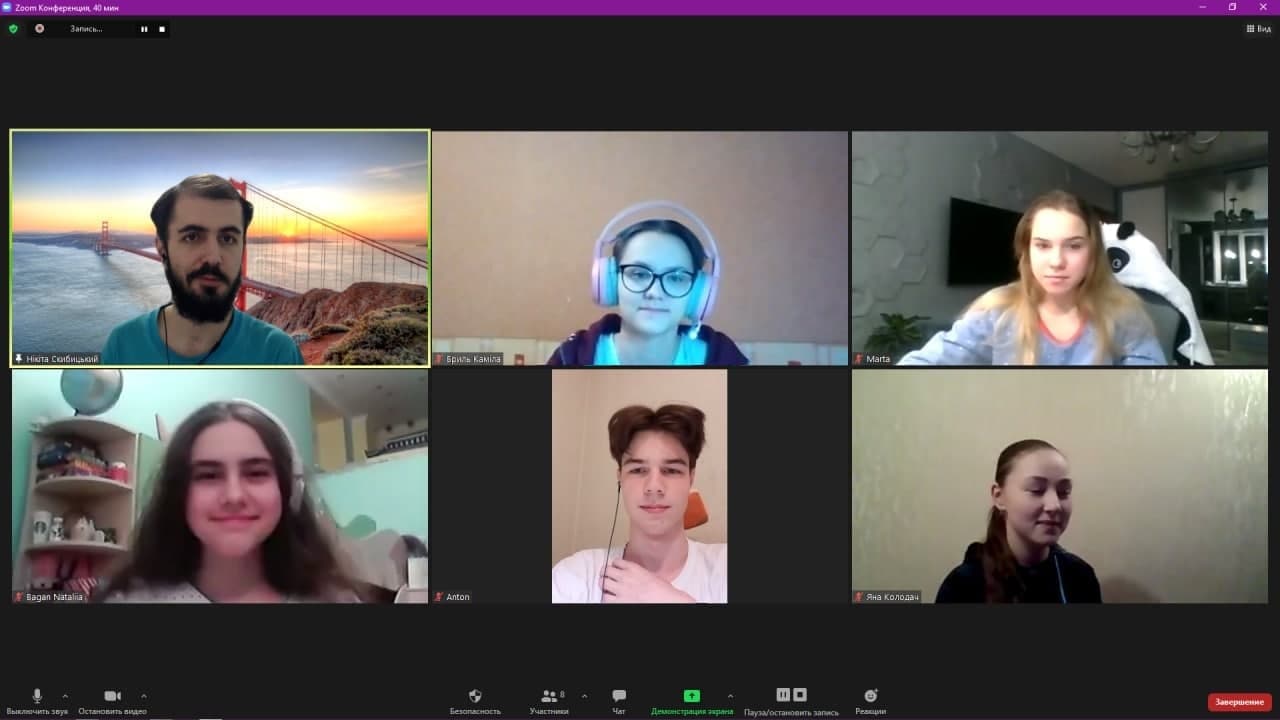 Zoom Конференция, 40 мин
Запись...
Вид
Нікіта Скибицький
Бриль Каміла
Marta
Bagan Nataliia
Anton
Яна Колодач
8
Выключить звук
Остановить видео
Безопасность
Участники
Чат
Демонстрация экрана
Пауза/остановить запись
Реакции
Завершение